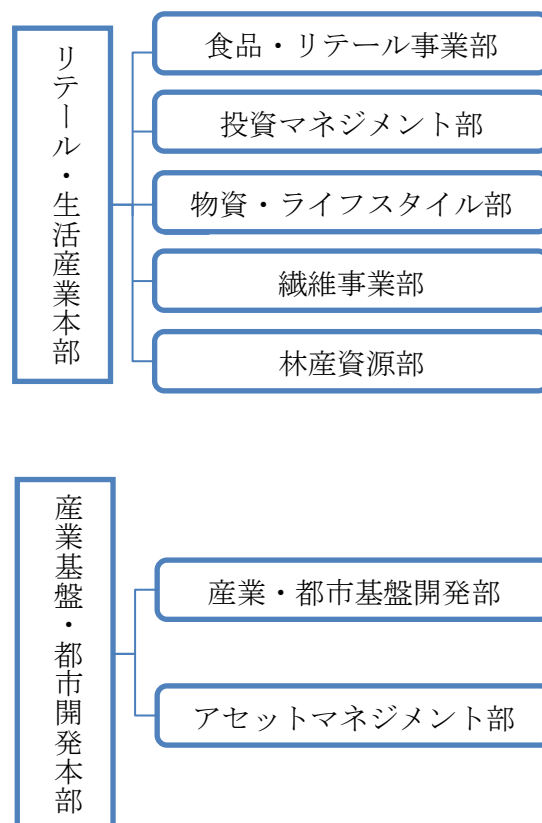 リテール・生活産業本部
食品・リテール事業部
投資マネジメント部
物資・ライフスタイル部
繊維事業部
林産資源部
産業基盤・都市開発本部
産業・都市基盤開発部
アセットマネジメント部